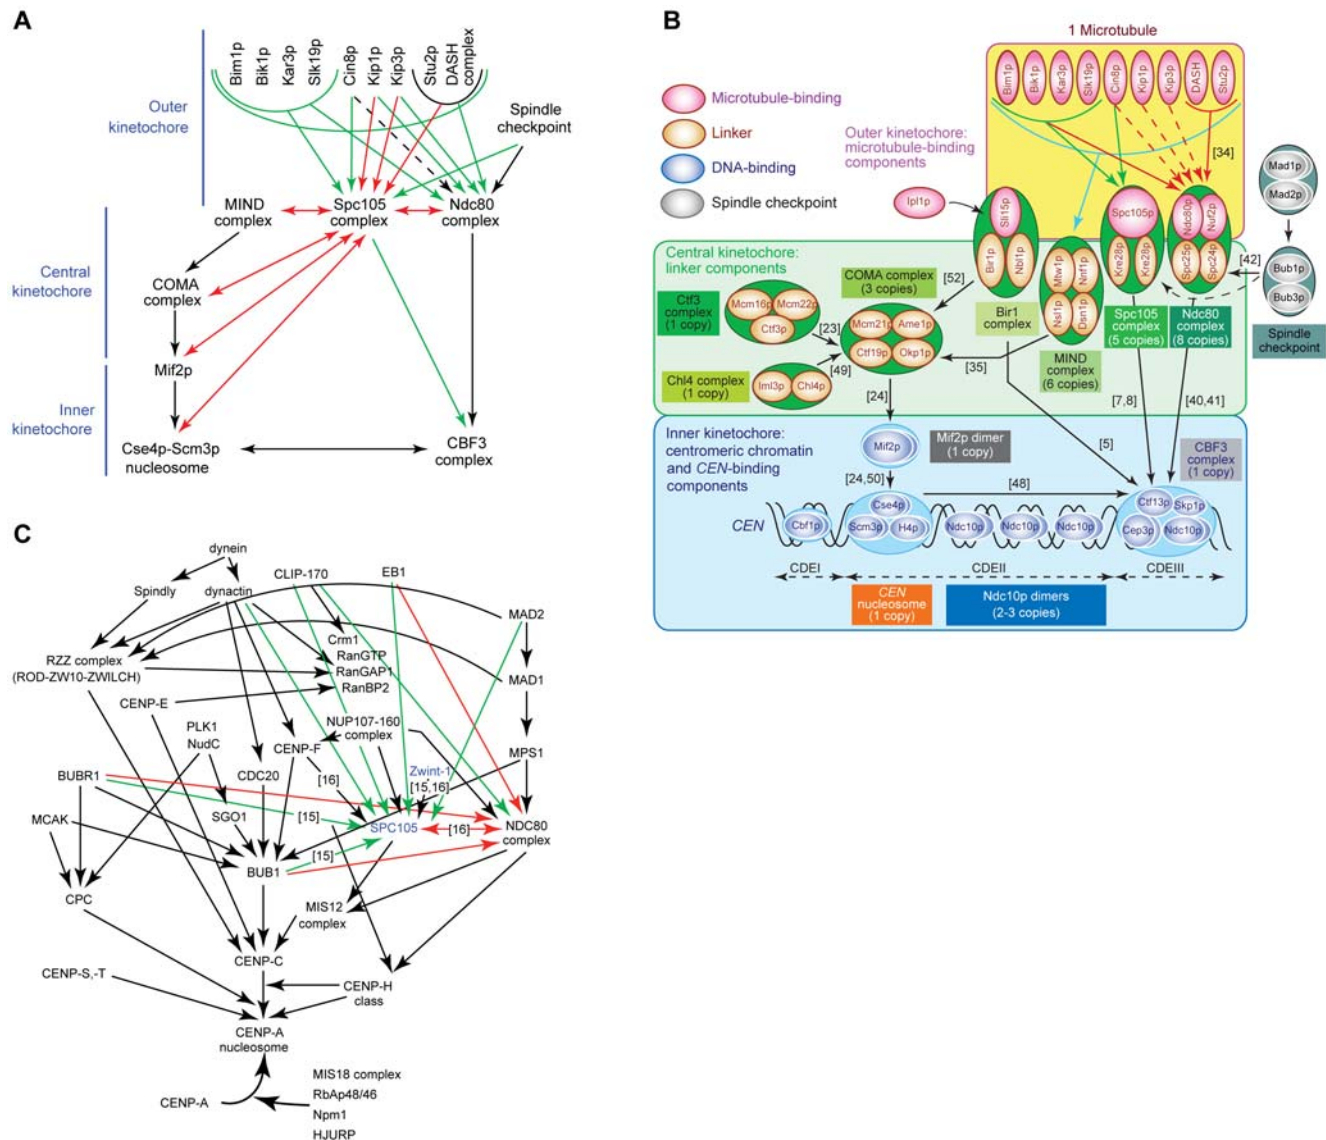 A
Bim1p
Bik1p
Kar3p
Slk19p
Cin8p
Kip1p
Kip3p
Stu2p
DASH
complex
Outer
kinetochore
Spindle
checkpoint
MIND
complex
Spc105
complex
Ndc80
complex
Central
kinetochore
COMA
complex
Mif2p
Inner
kinetochore
Cse4p-Scm3p
nucleosome
CBF3
complex
B
1 Microtubule
Bim1p
Bik1p
Kar3p
Slk19p
Cin8p
Kip1p
Kip3p
DASH
Stu2p
Microtubule-binding
Linker
DNA-binding
Spindle checkpoint
Outer kinetochore:
microtubule-binding
components
[34]
Mad1p
Mad2p
Ipl1p
Sli15p
Bir1p
Nbl1p
Mtw1p
Nnf1p
Nsl1p
Dsn1p
Spc105p
Kre28p
Kre28p
Ndc80p
Nuf2p
Spc25p
Spc24p
[42]
Bub1p
Bub3p
Spindle
checkpoint
Central kinetochore:
linker components
COMA complex
(3 copies)
[52]
Ctf3
complex
(1 copy)
Mcm16p
Mcm22p
Ctf3p
[23]
Mcm21p
Ame1p
Ctf19p
Okp1p
Bir1
complex
Spc105
complex
(5 copies)
Ndc80
complex
(8 copies)
MIND
complex
(6 copies)
[35]
[49]
Chl4 complex
(1 copy)
Iml3p
Chl4p
[24]
[7,8]
[40,41]
Inner kinetochore:
centromeric chromatin
and CEN-binding
components
Mif2p
Mif2p dimer
(1 copy)
[5]
CBF3
complex
(1 copy)
[24,50]
[48]
CEN
Cbf1p
Cse4p
Scm3p
H4p
Ndc10p
Ndc10p
Ndc10p
Ctf13p
Skp1p
Cep3p
Ndc10p
CDEI
CDEII
CDEIII
CEN
nucleosome
(1 copy)
Ndc10p dimers
(2-3 copies)
C
dynein
Spindly
dynactin
CLIP-170
EB1
MAD2
Crm1
RanGTP
RanGAP1
RanBP2
RZZ complex
(ROD-ZW10-ZWILCH)
MAD1
CENP-E
PLK1
NudC
NUP107-160
complex
CENP-F
MPS1
Zwint-1
[15,16]
[16]
BUBR1
CDC20
MCAK
SGO1
[15]
SPC105
[16]
NDC80
complex
[15]
BUB1
CPC
MIS12
complex
CENP-C
CENP-S,-T
CENP-H
class
CENP-A
nucleosome
MIS18 complex
RbAp48/46
CENP-A
Npm1
HJURP